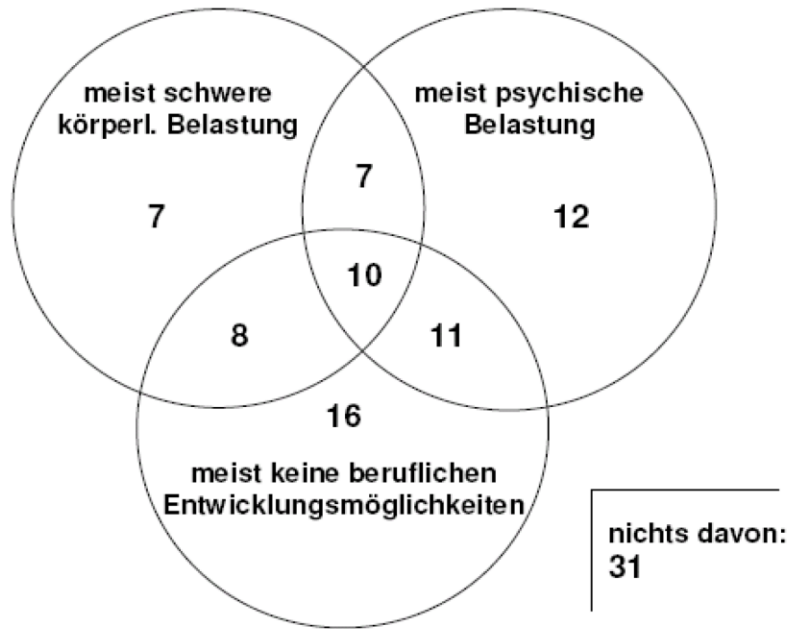 meist schwere
körperl. Belastung
meist psychische
Belastung
7
7
12
10
8
11
16
meist keine beruflichen
Entwicklungsmöglichkeiten
nichts davon:
31